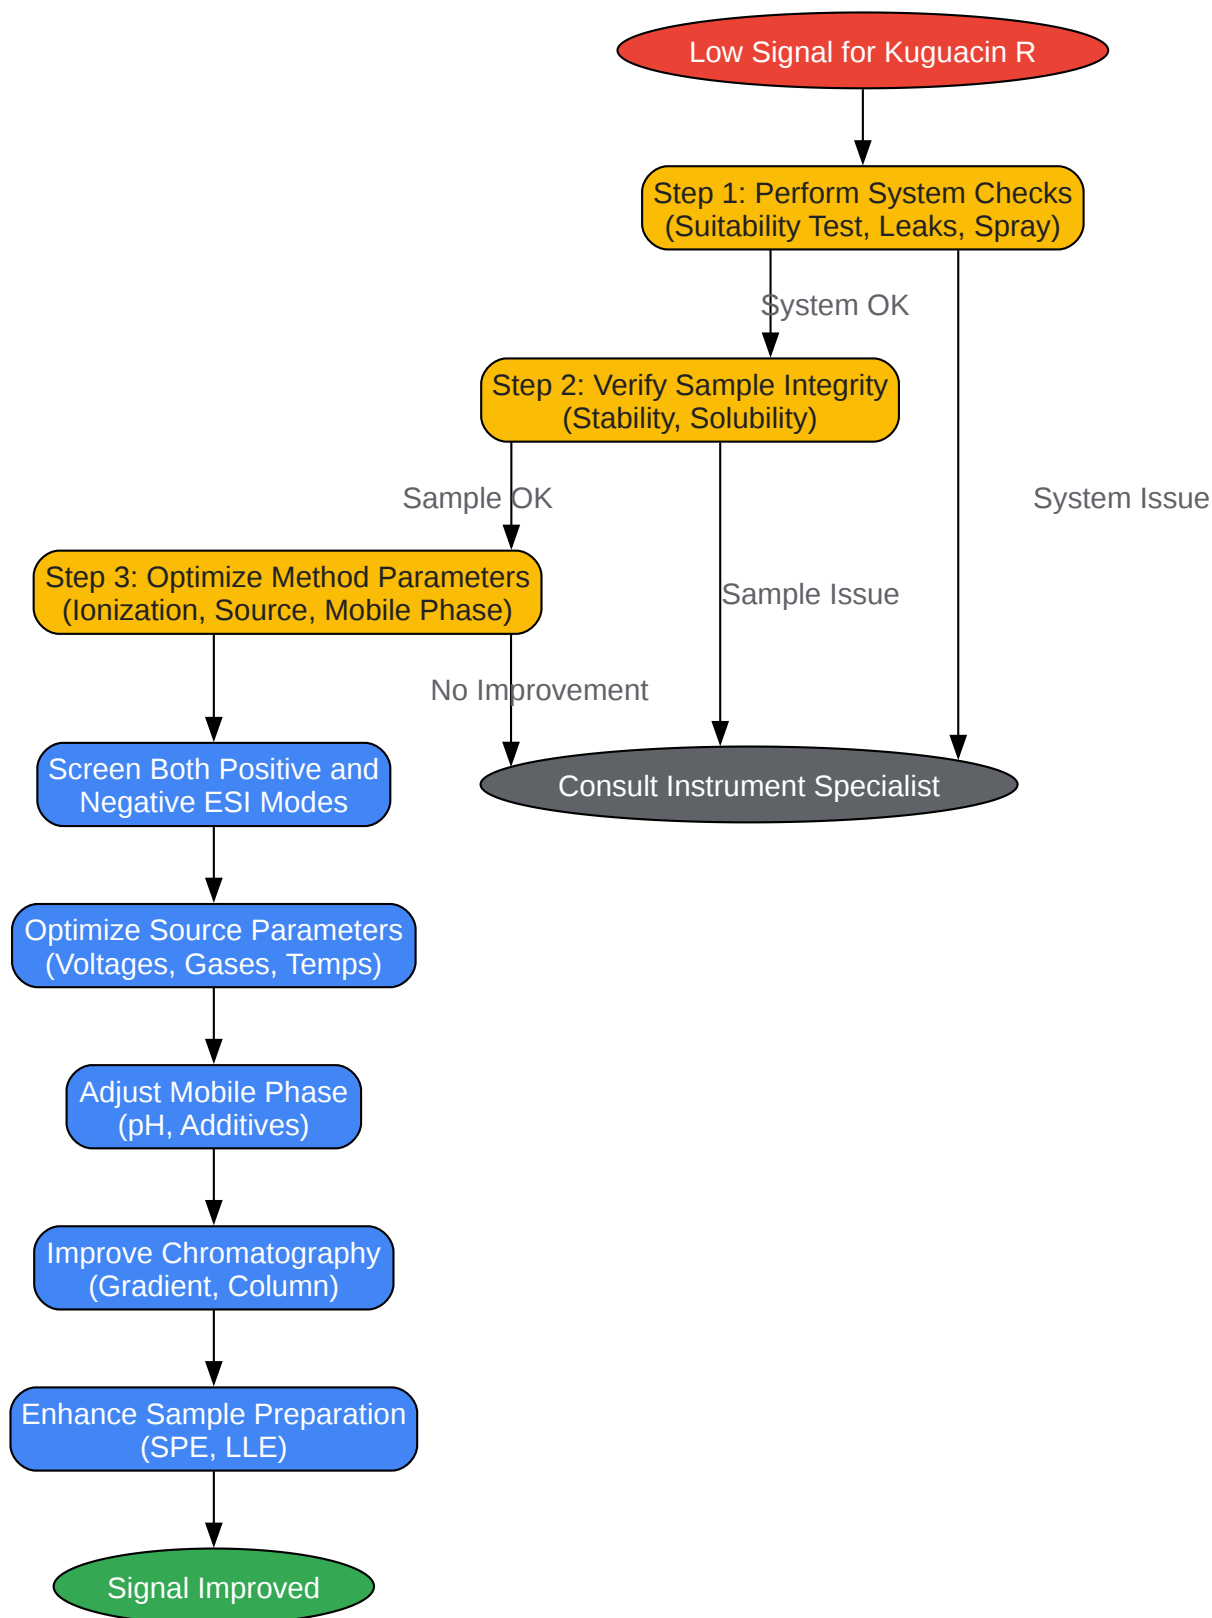 Low Signal for Kuguacin R
Step 1: Perform System Checks
(Suitability Test, Leaks, Spray)
System OK
Step 2: Verify Sample Integrity
(Stability, Solubility)
Sample OK
System Issue
Step 3: Optimize Method Parameters
(Ionization, Source, Mobile Phase)
Sample Issue
No Improvement
Screen Both Positive and
Negative ESI Modes
Consult Instrument Specialist
Optimize Source Parameters
(Voltages, Gases, Temps)
Adjust Mobile Phase
(pH, Additives)
Improve Chromatography
(Gradient, Column)
Enhance Sample Preparation
(SPE, LLE)
Signal Improved